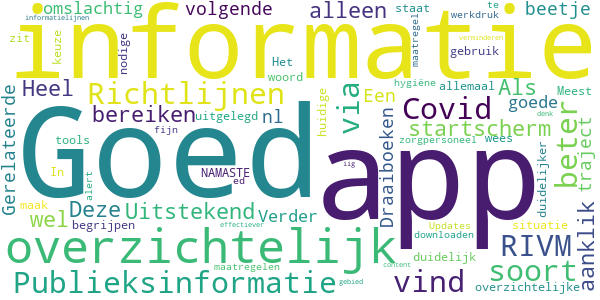 omslachtig volgende alleen staat te beetje
informatielijnen werkdruk
informatie
zit keuze nodige Het woord maatregel gebruik verminderen
Heel Richtlijnen via Een hygiëne allemaal Als Meest
Gerelateerde bereiken uitgelegd nl huidige Covid goede
Goed app startscherm beter traject
tools fijn Draaiboeken zorgpersoneel wees denk
In NAMASTE ed iig duidelijker
maak alert Deze Uitstekend Verder aanklik
wel begrijpen effectiever Updates situatie
downloaden
overzichtelijk RIVM
duidelijk overzichtelijke
maatregelen content soort
Publieksinformatie gebied vind